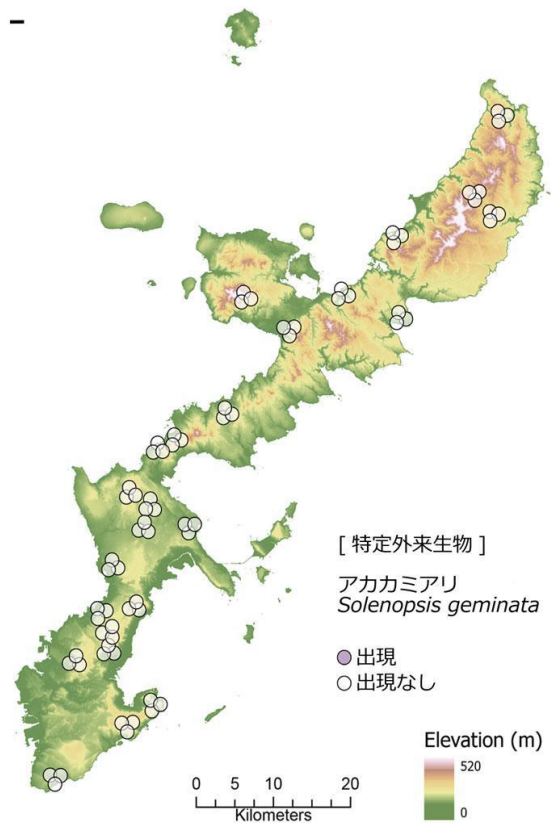 [ 特定外来生物 ]
アカカミアリ
Solenopsis geminata
出現
出現なし
Elevation (m)
520
0
0 5 10 20
Kilometers